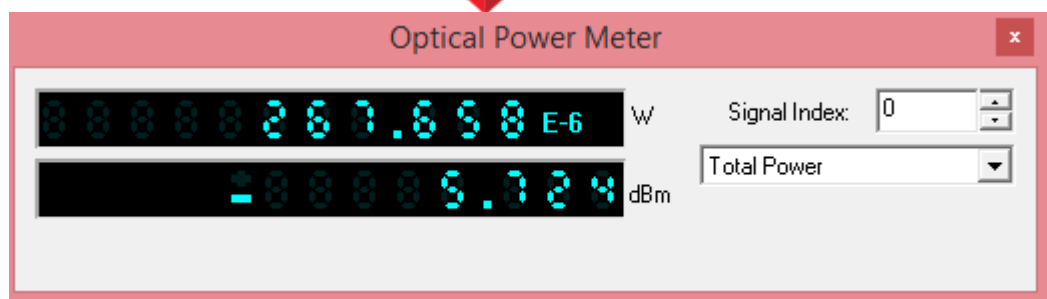 Optical Power Meter
x
267.658 E-6 W
Signal Index: 0
- 5.724 dBm
Total Power